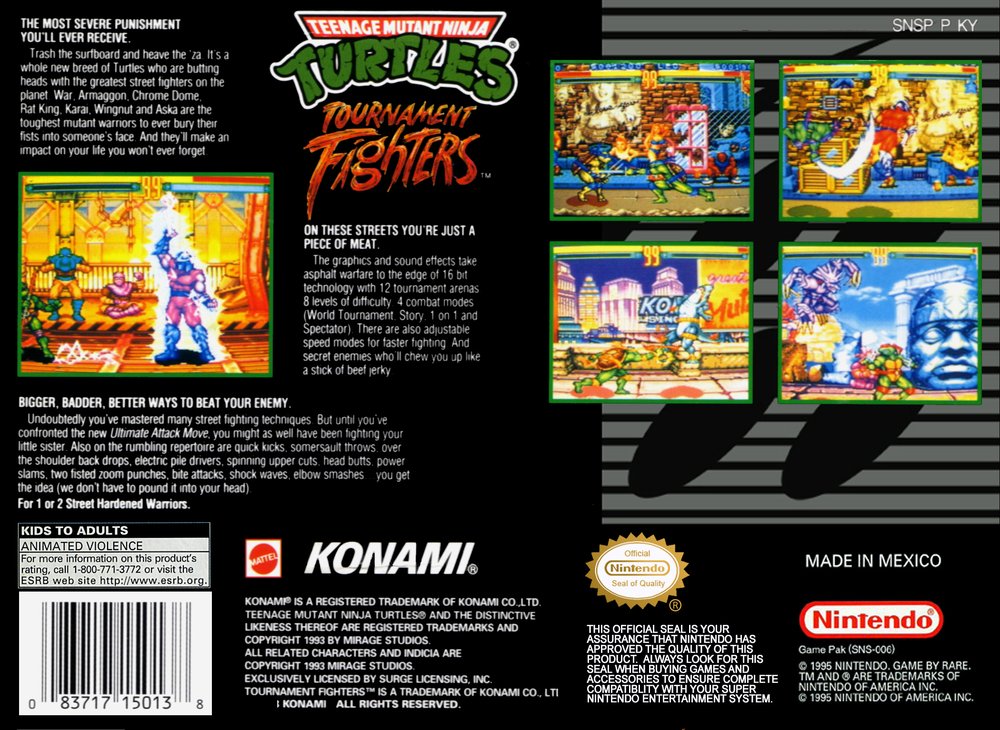 THE MOST SEVERE PUNISHMENT
YOU'LL EVER RECEIVE.
Trash the surfboard and heave the 'za. It's a
whole new breed of Turtles who are butting
heads with the greatest street fighters on the
planet. War, Armaggon, Chrome Dome,
Rat King, Karai, Wingnut and Aska are the
toughest mutant warriors to ever bury their
fists into someone's face. And they'll make an
impact on your life you won't ever forget.
TEENAGE MUTANT NINJA
TURTLES®
TOURNAMENT
FIGHTERS™
ON THESE STREETS YOU'RE JUST A
PIECE OF MEAT.
The graphics and sound effects take
asphalt warfare to the edge of 16 bit
technology with 12 tournament arenas
8 levels of difficulty 4 combat modes
(World Tournament, Story, 1 on 1 and
Spectator). There are also adjustable
speed modes for faster fighting. And
secret enemies who'll chew you up like
a stick of beef jerky
BIGGER, BADDER, BETTER WAYS TO BEAT YOUR ENEMY.
Undoubtedly you've mastered many street fighting techniques. But until you've
confronted the new Ultimate Attack Move, you might as well have been fighting your
little sister. Also on the rumbling repertoire are quick kicks, somersault throws, over
the shoulder back drops, electric pile drivers, spinning upper cuts, head butts, power
slams, two fisted zoom punches, bite attacks, shock waves, elbow smashes... you get
the idea (we don't have to pound it into your head).
For 1 or 2 Street Hardened Warriors.
SNSP P KY
99
99
99
99
99
KO
KIDS TO ADULTS
ANIMATED VIOLENCE
For more information on this product's
rating, call 1-800-771-3772 or visit the
ESRB web site http://www.esrb.org.
0 83717 15013 8
MATTEL
KONAMI®
KONAMI® IS A REGISTERED TRADEMARK OF KONAMI CO.,LTD.
TEENAGE MUTANT NINJA TURTLES® AND THE DISTINCTIVE
LIKENESS THEREOF ARE REGISTERED TRADEMARKS AND
COPYRIGHT 1993 BY MIRAGE STUDIOS.
ALL RELATED CHARACTERS AND INDICIA ARE
COPYRIGHT 1993 MIRAGE STUDIOS.
EXCLUSIVELY LICENSED BY SURGE LICENSING, INC.
TOURNAMENT FIGHTERS™ IS A TRADEMARK OF KONAMI CO., LT
KONAMI ALL RIGHTS RESERVED.
Official
Nintendo
Seal of Quality
®
THIS OFFICIAL SEAL IS YOUR
ASSURANCE THAT NINTENDO HAS
APPROVED THE QUALITY OF THIS
PRODUCT. ALWAYS LOOK FOR THIS
SEAL WHEN BUYING GAMES AND
ACCESSORIES TO ENSURE COMPLETE
COMPATIBLITY WITH YOUR SUPER
NINTENDO ENTERTAINMENT SYSTEM.
MADE IN MEXICO
Nintendo®
Game Pak (SNS-006)
© 1995 NINTENDO. GAME BY RARE.
TM AND ® ARE TRADEMARKS OF
NINTENDO OF AMERICA INC.
© 1995 NINTENDO OF AMERICA INC.